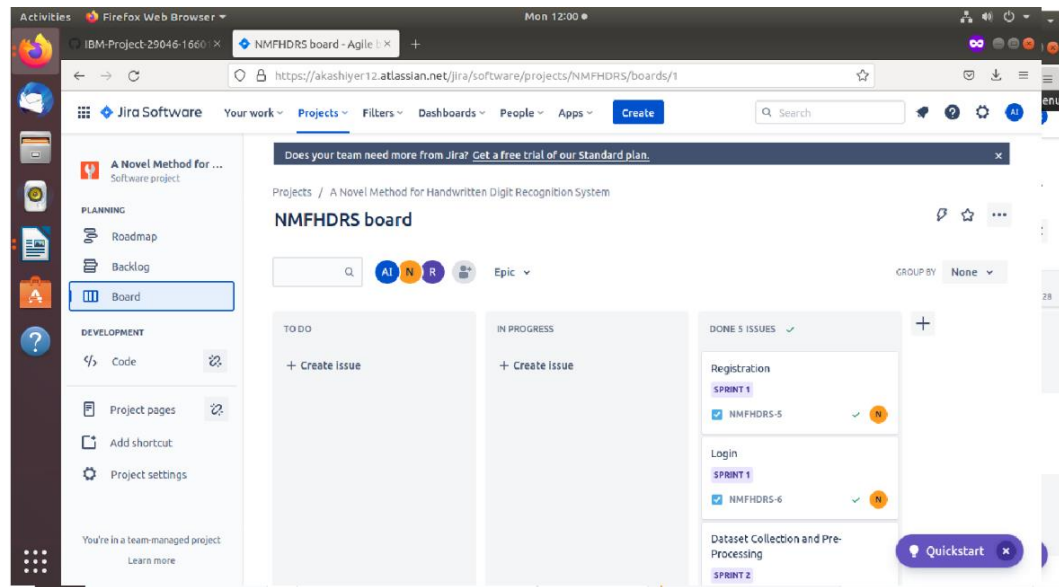 Activities Firefox Web Browser Mon 12:00
IBM-Project-29046-1660 × NMFHDRS board - Agile b × +
https://akashiyer12.atlassian.net/jira/software/projects/NMFHDRS/boards/1
Jira Software Your work Projects Filters Dashboards People Apps Create Search AI
Does your team need more from Jira? Get a free trial of our Standard plan. ×
A Novel Method for ...
Software project
Projects / A Novel Method for Handwritten Digit Recognition System
NMFHDRS board
PLANNING
Roadmap
Backlog
Board
DEVELOPMENT
Code
Project pages
Add shortcut
Project settings
You're in a team-managed project
Learn more
AI N R Epic GROUP BY None
TO DO
+ Create issue
IN PROGRESS
+ Create issue
DONE 5 ISSUES
Registration
SPRINT 1
NMFHDRS-5 N
Login
SPRINT 1
NMFHDRS-6 N
Dataset Collection and Pre-
Processing
SPRINT 2
Quickstart ×
enu
28